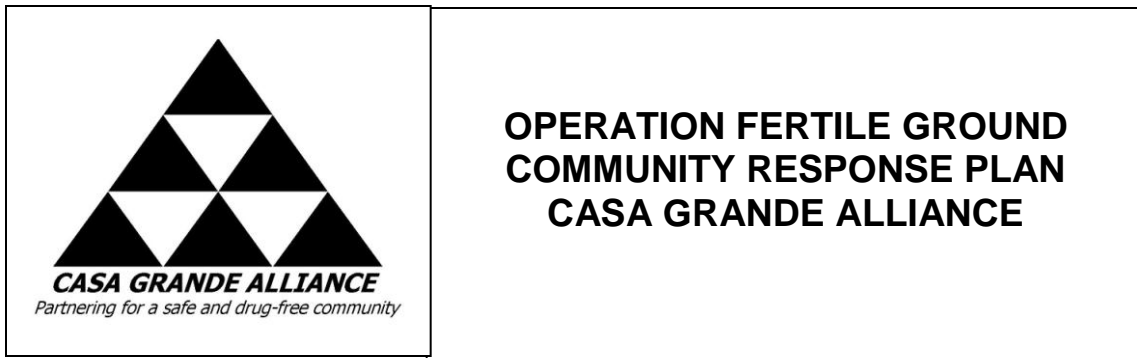 CASA GRANDE ALLIANCE
Partnering for a safe and drug-free community
OPERATION FERTILE GROUND
COMMUNITY RESPONSE PLAN
CASA GRANDE ALLIANCE